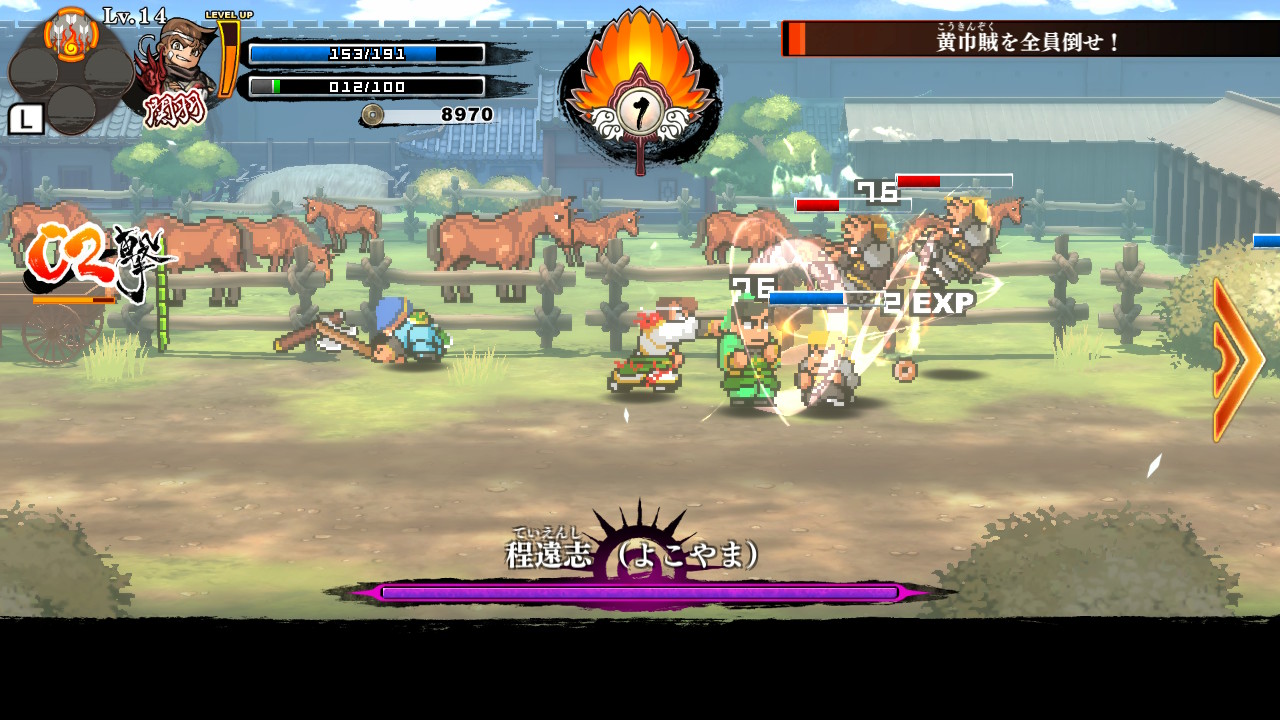 Lv.14
LEVEL UP
153/191
012/100
8970
関羽
L
1
こうきんぞく
黄巾賊を全員倒せ！
76
02撃
76
2 EXP
ていえんし
程遠志 （よこやま）